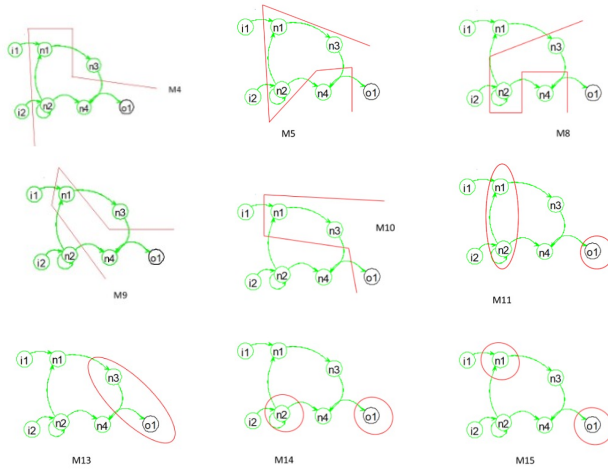 i1 n1 n3 i2 n2 n4 o1 M4
i1 n1 n3 i2 n2 n4 o1 M5
i1 n1 n3 i2 n2 n4 o1 M8
i1 n1 n3 i2 n2 n4 o1 M9
i1 n1 n3 i2 n2 n4 o1 M10
i1 n1 n3 i2 n2 n4 o1 M11
i1 n1 n3 i2 n2 n4 o1 M13
i1 n1 n3 i2 n2 n4 o1 M14
i1 n1 n3 i2 n2 n4 o1 M15